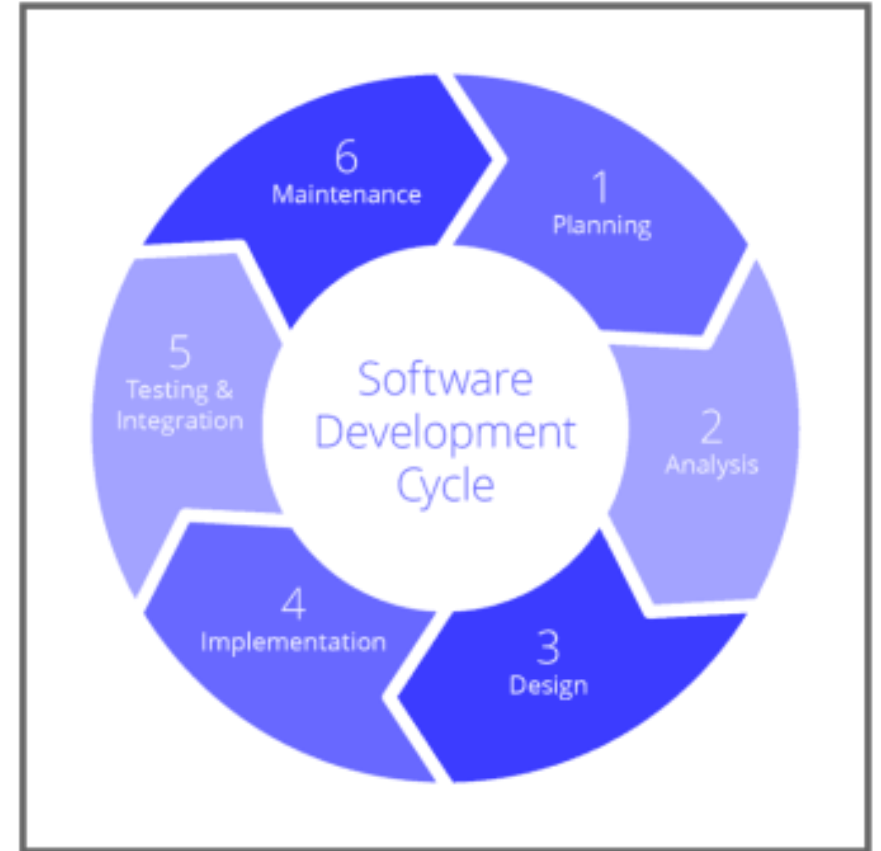 Software
Development
Cycle
1
Planning
2
Analysis
3
Design
4
Implementation
5
Testing &
Integration
6
Maintenance